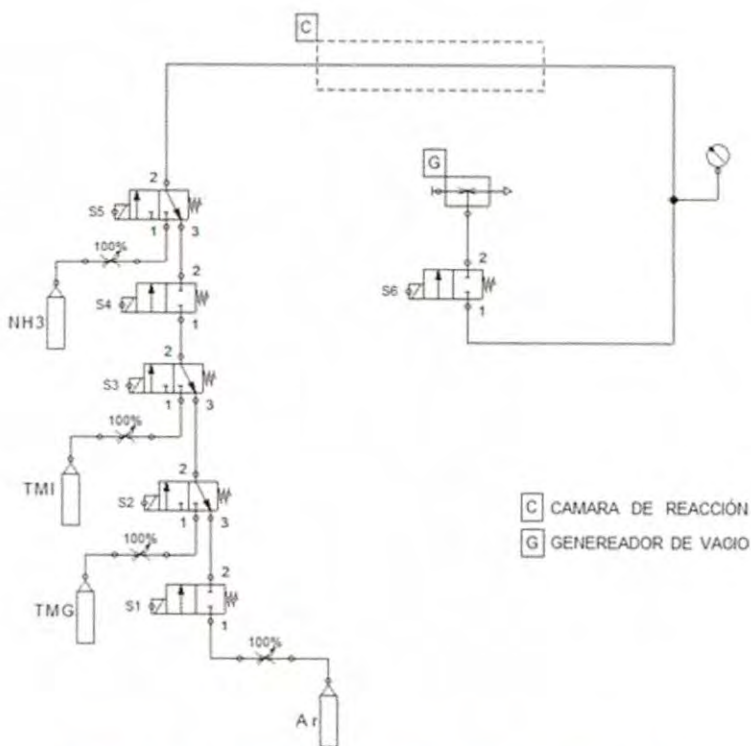 C
G
2
S5
1 3
100%
2
S4
NH3
1
2
S3
1 3
100%
TMI
2
S2
1 3
100%
TMG
2
S1
1
100%
Ar
2
S6
1
C CAMARA DE REACCIÓN
G GENEREADOR DE VACIO